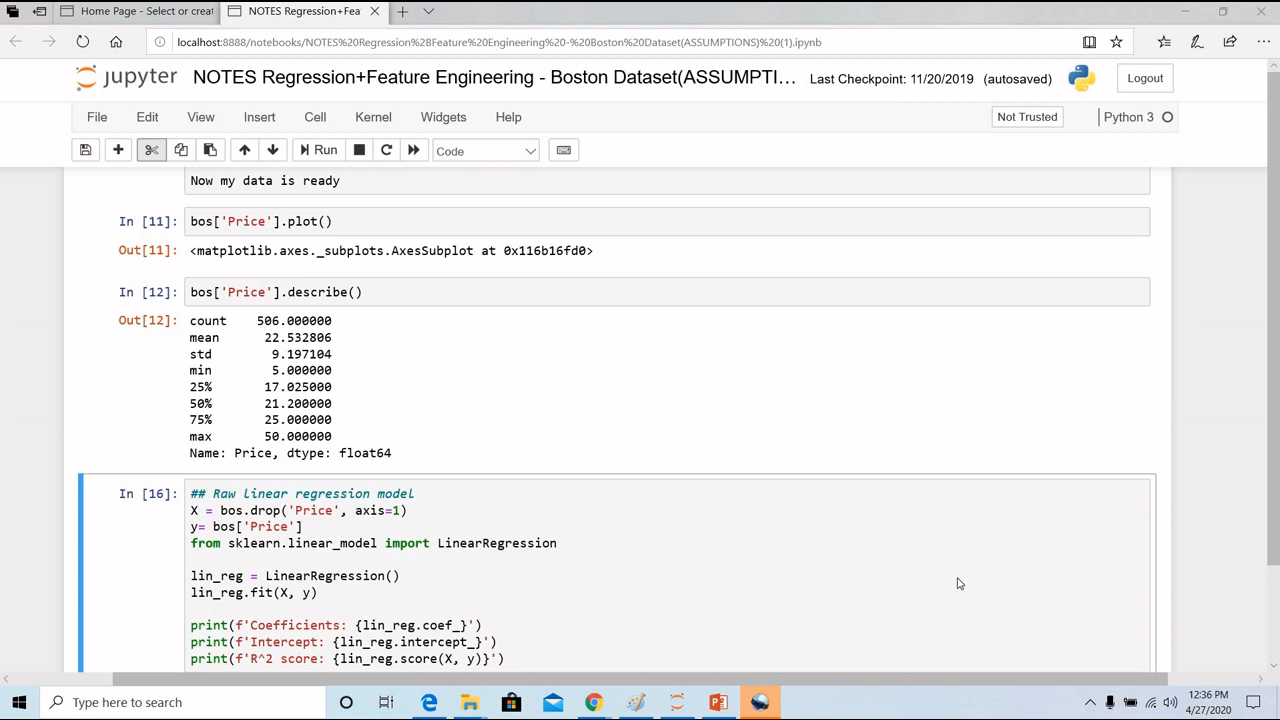 Home Page - Select or creat
NOTES Regression+Fea
localhost:8888/notebooks/NOTES%20Regression%2BFeature%20Engineering%20-%20Boston%20Dataset(ASSUMPTIONS)%20(1).ipynb
jupyter NOTES Regression+Feature Engineering - Boston Dataset(ASSUMPTI... Last Checkpoint: 11/20/2019 (autosaved) Logout
File Edit View Insert Cell Kernel Widgets Help Not Trusted Python 3
Run Code
Now my data is ready
In [11]: bos['Price'].plot()
Out[11]: <matplotlib.axes._subplots.AxesSubplot at 0x116b16fd0>
In [12]: bos['Price'].describe()
Out[12]: count 506.000000
mean 22.532806
std 9.197104
min 5.000000
25% 17.025000
50% 21.200000
75% 25.000000
max 50.000000
Name: Price, dtype: float64
In [16]: ## Raw linear regression model
X = bos.drop('Price', axis=1)
y= bos['Price']
from sklearn.linear_model import LinearRegression
lin_reg = LinearRegression()
lin_reg.fit(X, y)
print(f'Coefficients: {lin_reg.coef_}')
print(f'Intercept: {lin_reg.intercept_}')
print(f'R^2 score: {lin_reg.score(X, y)}')
Type here to search
12:36 PM
4/27/2020